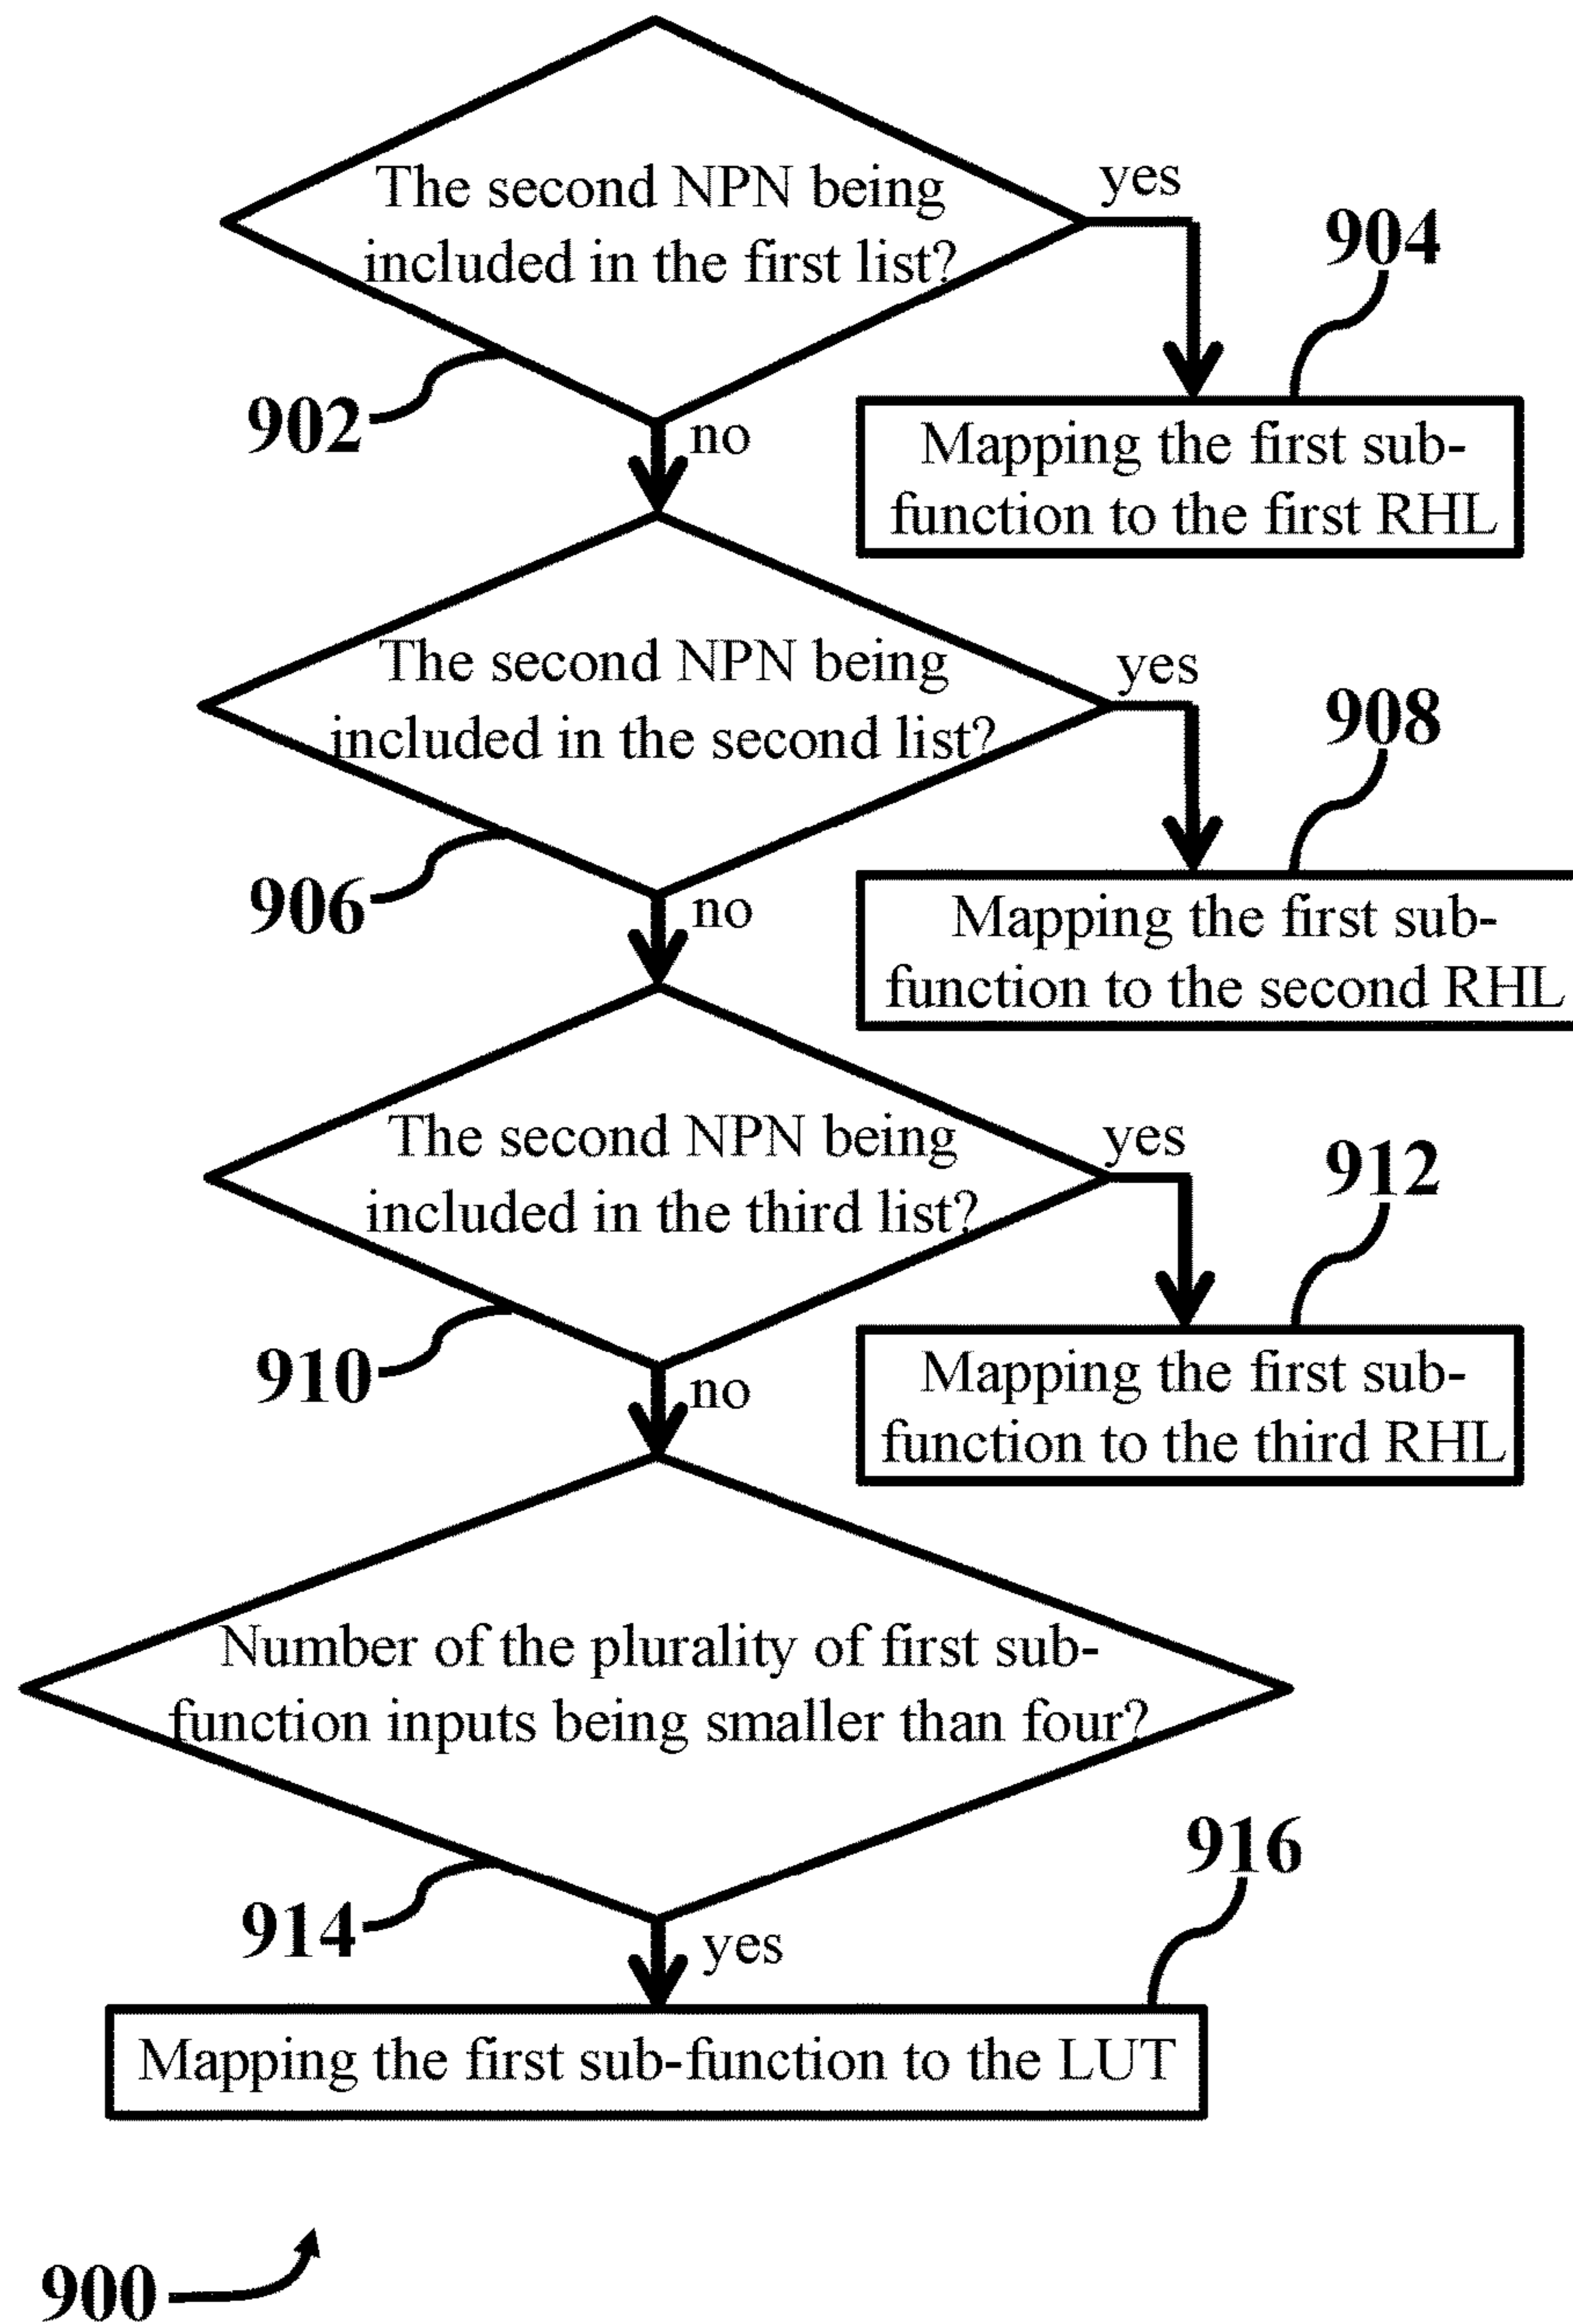 The second NPN being
included in the first list?
yes
904
902
no
Mapping the first sub-
function to the first RHL
The second NPN being
included in the second list?
yes
908
906
no
Mapping the first sub-
function to the second RHL
The second NPN being
included in the third list?
yes
912
910
no
Mapping the first sub-
function to the third RHL
Number of the plurality of first sub-
function inputs being smaller than four?
916
914
yes
Mapping the first sub-function to the LUT
900